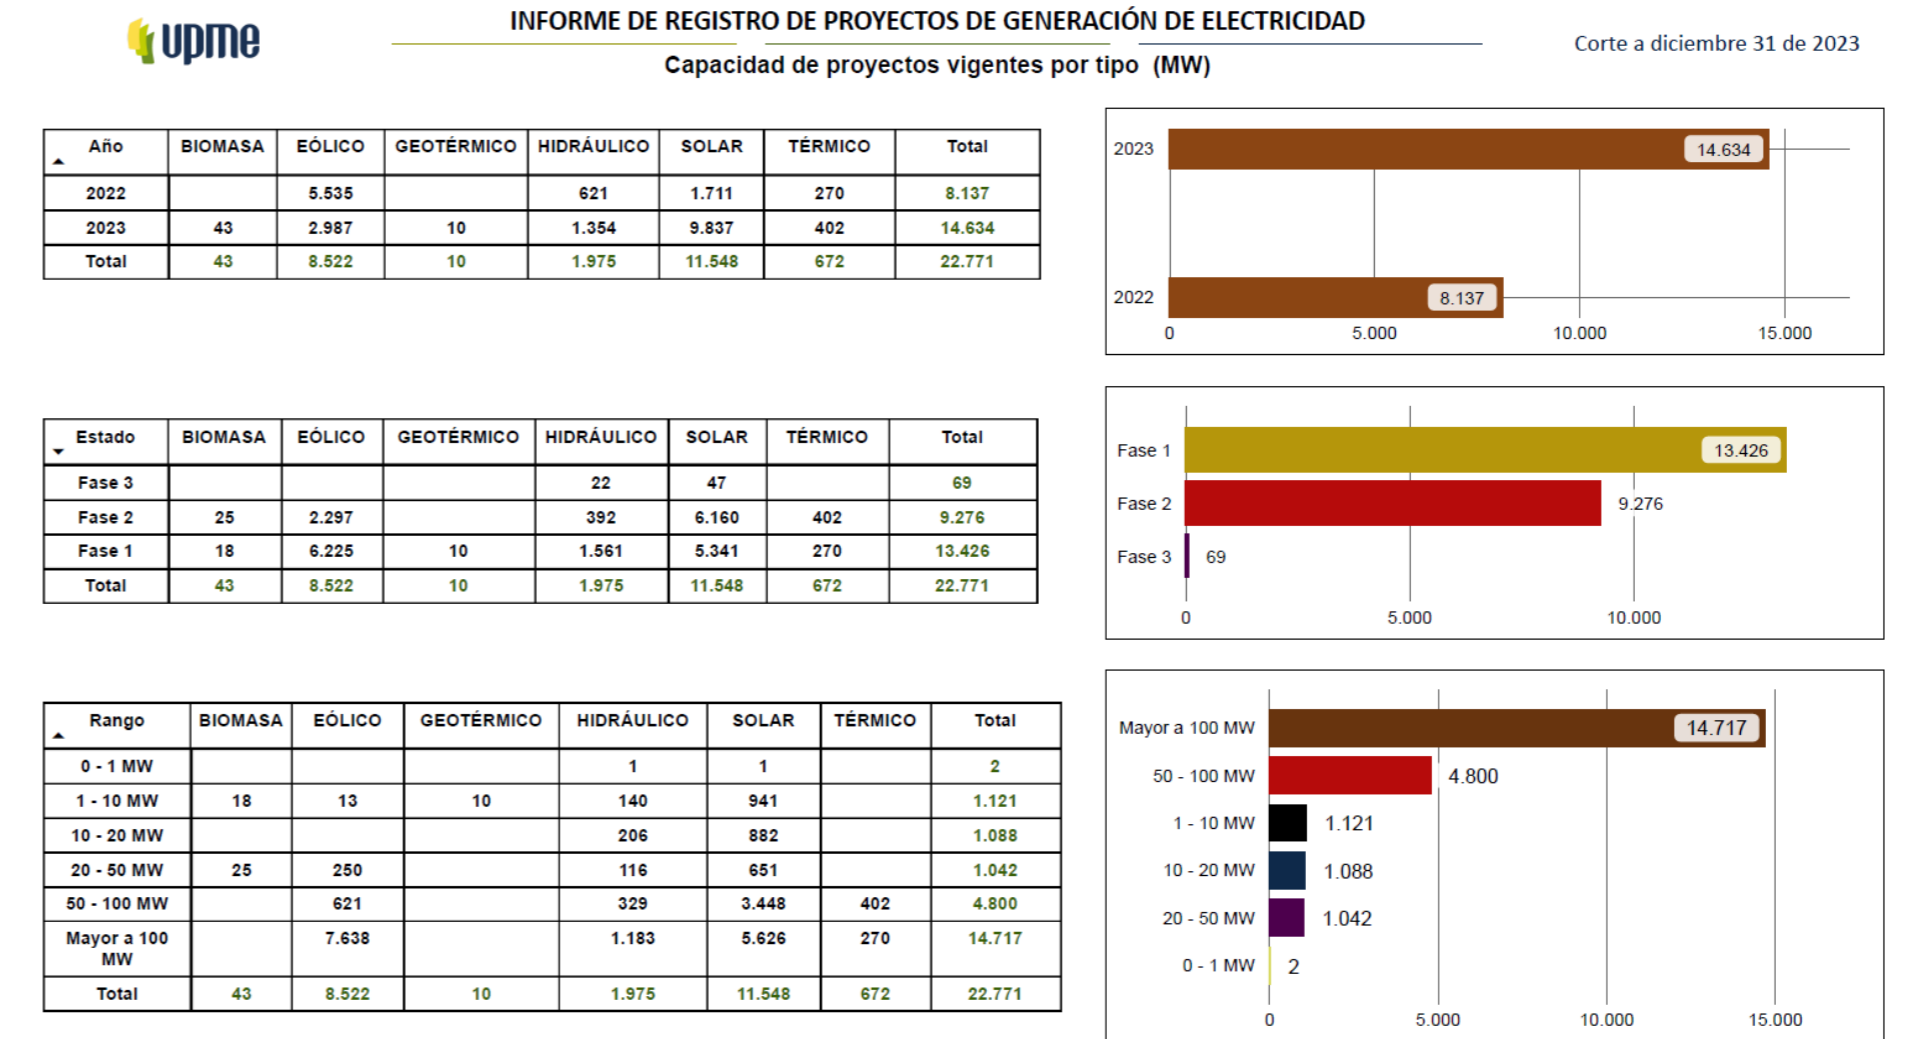 upme
INFORME DE REGISTRO DE PROYECTOS DE GENERACIÓN DE ELECTRICIDAD
Capacidad de proyectos vigentes por tipo (MW)
Corte a diciembre 31 de 2023
Año BIOMASA EÓLICO GEOTÉRMICO HIDRÁULICO SOLAR TÉRMICO Total
2022 5.535 621 1.711 270 8.137
2023 43 2.987 10 1.354 9.837 402 14.634
Total 43 8.522 10 1.975 11.548 672 22.771
2023 14.634
2022 8.137
0 5.000 10.000 15.000
Estado BIOMASA EÓLICO GEOTÉRMICO HIDRÁULICO SOLAR TÉRMICO Total
Fase 3 22 47 69
Fase 2 25 2.297 392 6.160 402 9.276
Fase 1 18 6.225 10 1.561 5.341 270 13.426
Total 43 8.522 10 1.975 11.548 672 22.771
Fase 1 13.426
Fase 2 9.276
Fase 3 69
0 5.000 10.000
Rango BIOMASA EÓLICO GEOTÉRMICO HIDRÁULICO SOLAR TÉRMICO Total
0 - 1 MW 1 1 2
1 - 10 MW 18 13 10 140 941 1.121
10 - 20 MW 206 882 1.088
20 - 50 MW 25 250 116 651 1.042
50 - 100 MW 621 329 3.448 402 4.800
Mayor a 100 7.638 1.183 5.626 270 14.717
MW
Total 43 8.522 10 1.975 11.548 672 22.771
Mayor a 100 MW 14.717
50 - 100 MW 4.800
1 - 10 MW 1.121
10 - 20 MW 1.088
20 - 50 MW 1.042
0 - 1 MW 2
0 5.000 10.000 15.000